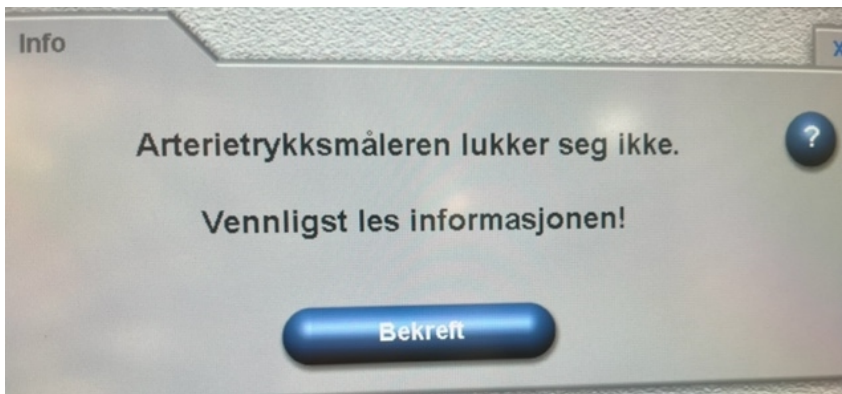 Info
X
Arterietrykksmåleren lukker seg ikke.
?
Vennligst les informasjonen!
Bekreft